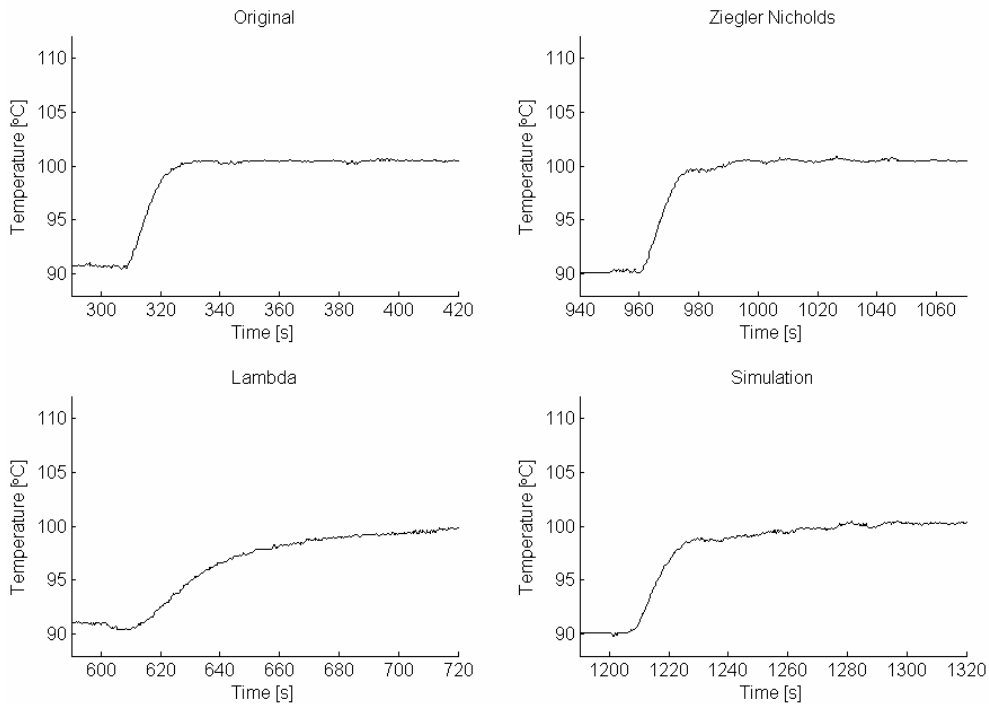 Original
Temperature [ºC]
110
105
100
95
90
300 320 340 360 380 400 420
Time [s]
Ziegler Nicholds
Temperature [ºC]
110
105
100
95
90
940 960 980 1000 1020 1040 1060
Time [s]
Lambda
Temperature [ºC]
110
105
100
95
90
600 620 640 660 680 700 720
Time [s]
Simulation
Temperature [ºC]
110
105
100
95
90
1200 1220 1240 1260 1280 1300 1320
Time [s]